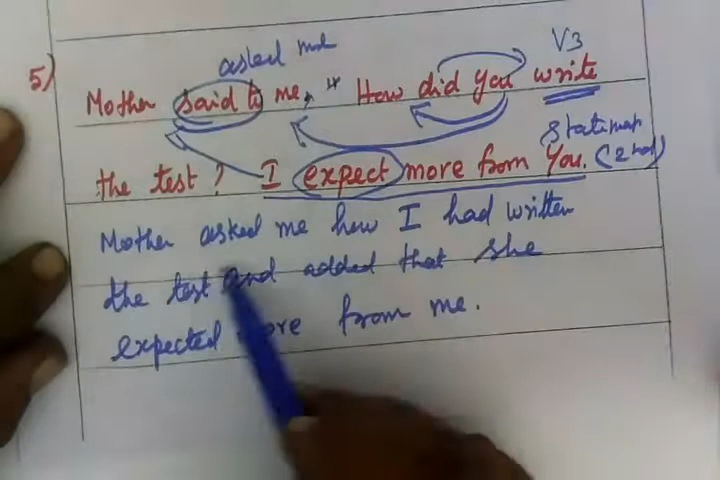 asked me
V3
5) Mother said to me, " How did you write
Statement
the test? I expect more from You. (2nd)
Mother asked me how I had written
the test and added that she
expected more from me.